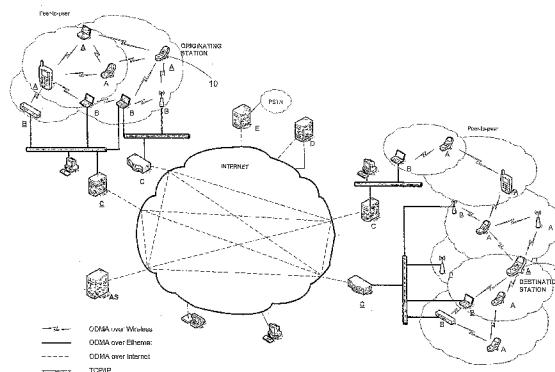 Peer-to-peer
ORIGINATING
STATION
A
A
A
A
10
B
B
B
B
PSTN
E
D
INTERNET
C
C
Peer-to-peer
A
B
A
C
B
A
A
B
A
DESTINATION
STATION
C
A
B
B
A
AS
ODMA over Wireless
ODMA over Ethernet
ODMA over Internet
TCP/IP